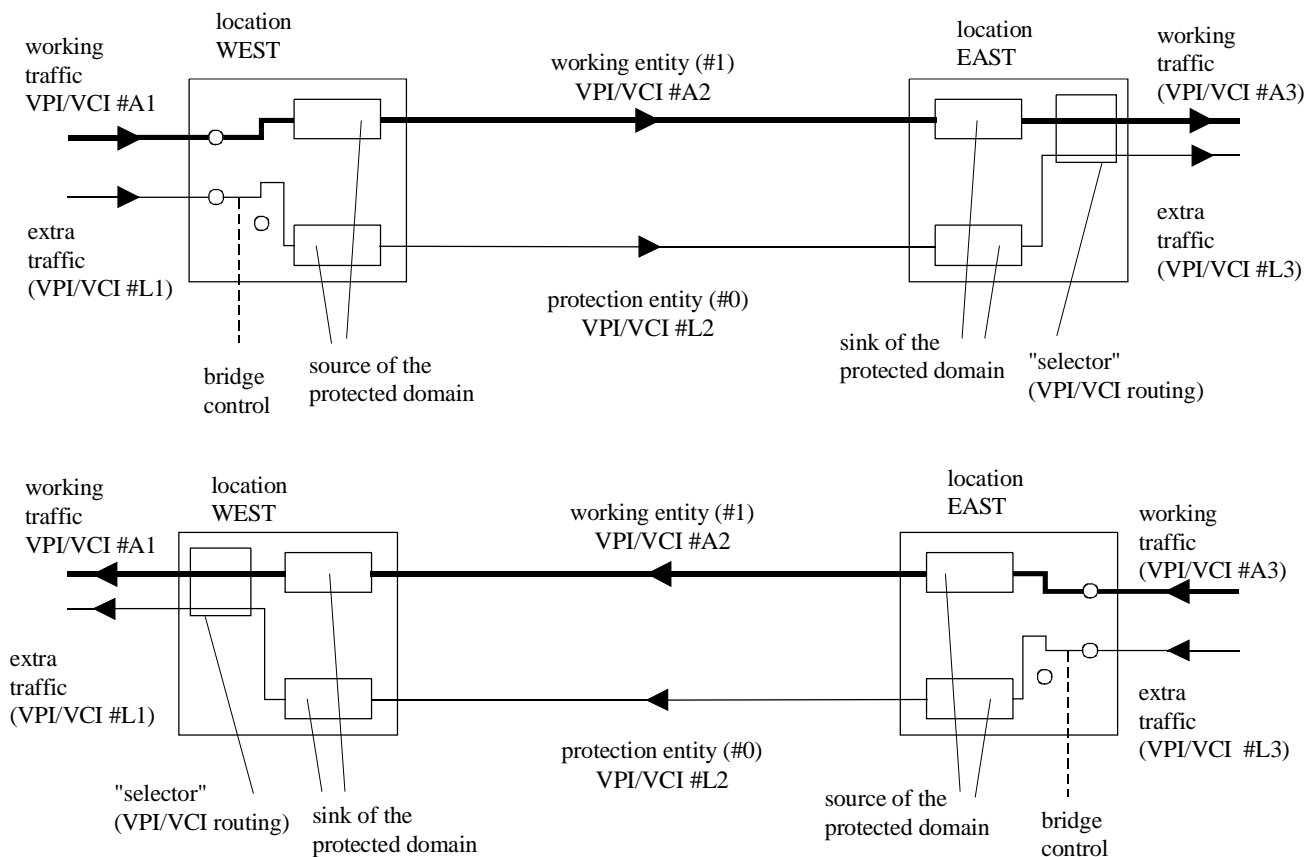 location
WEST
location
EAST
working
traffic
VPI/VCI #A1
working entity (#1)
VPI/VCI #A2
working
traffic
(VPI/VCI #A3)
extra
traffic
(VPI/VCI #L1)
protection entity (#0)
VPI/VCI #L2
extra
traffic
(VPI/VCI #L3)
bridge
control
source of the
protected domain
sink of the
protected domain
"selector"
(VPI/VCI routing)
working
traffic
VPI/VCI #A1
location
WEST
working entity (#1)
VPI/VCI #A2
location
EAST
working
traffic
(VPI/VCI #A3)
extra
traffic
(VPI/VCI #L1)
protection entity (#0)
VPI/VCI #L2
extra
traffic
(VPI/VCI #L3)
"selector"
(VPI/VCI routing)
sink of the
protected domain
source of the
protected domain
bridge
control